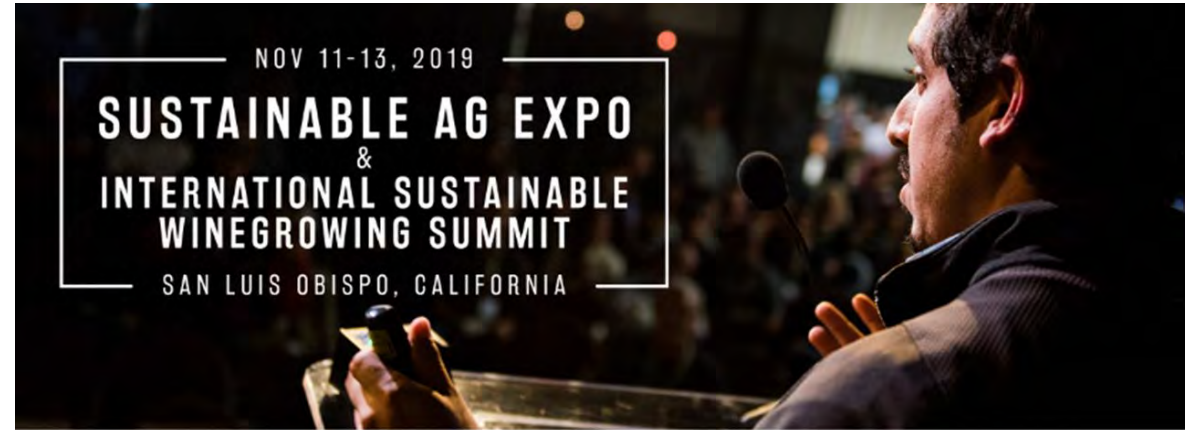 NOV 11-13, 2019
SUSTAINABLE AG EXPO
&
INTERNATIONAL SUSTAINABLE
WINEGROWING SUMMIT
SAN LUIS OBISPO, CALIFORNIA